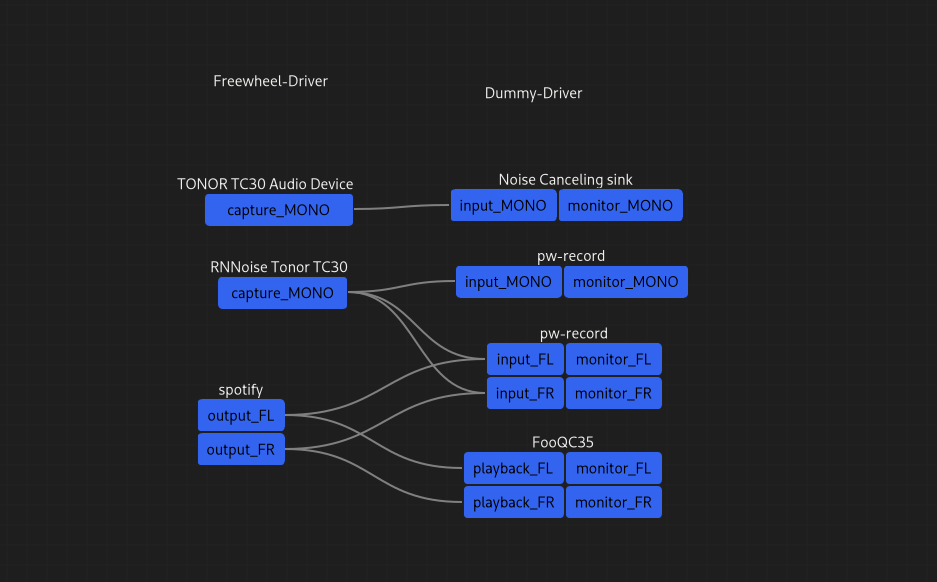 Freewheel-Driver
Dummy-Driver
TONOR TC30 Audio Device
capture_MONO
Noise Canceling sink
input_MONO monitor_MONO
RNNoise Tonor TC30
capture_MONO
pw-record
input_MONO monitor_MONO
pw-record
input_FL monitor_FL
input_FR monitor_FR
spotify
output_FL
output_FR
FooQC35
playback_FL monitor_FL
playback_FR monitor_FR